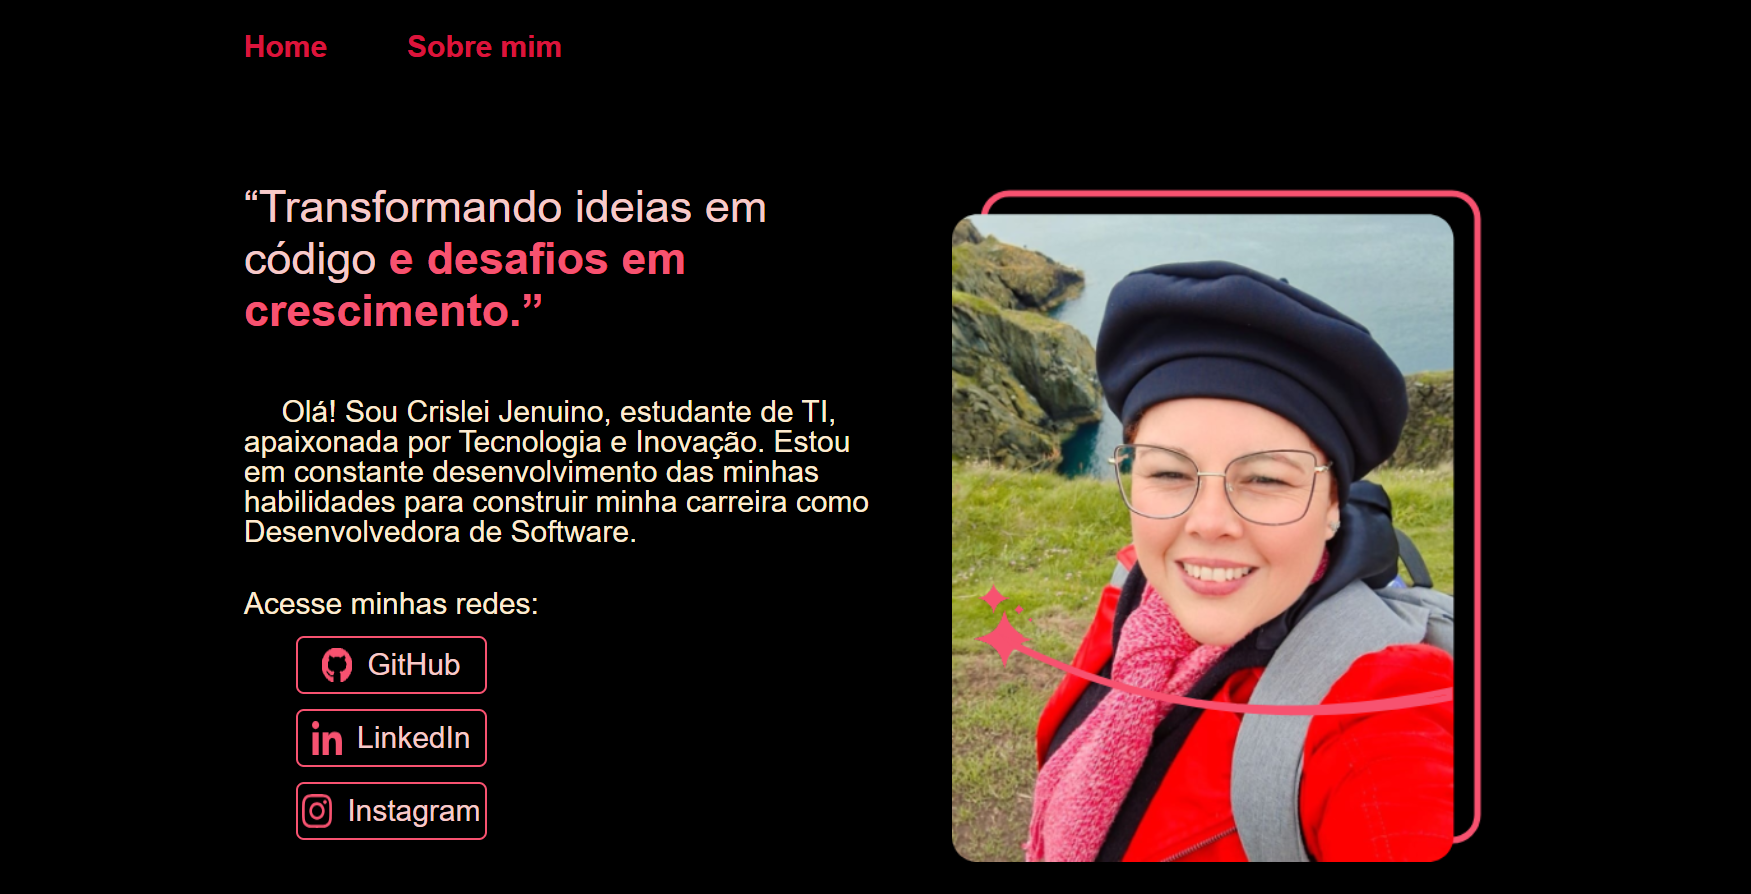 Home
Sobre mim
“Transformando ideias em
código e desafios em
crescimento.”
Olá! Sou Crislei Jenuino, estudante de TI,
apaixonada por Tecnologia e Inovação. Estou
em constante desenvolvimento das minhas
habilidades para construir minha carreira como
Desenvolvedora de Software.
Acesse minhas redes:
GitHub
LinkedIn
Instagram